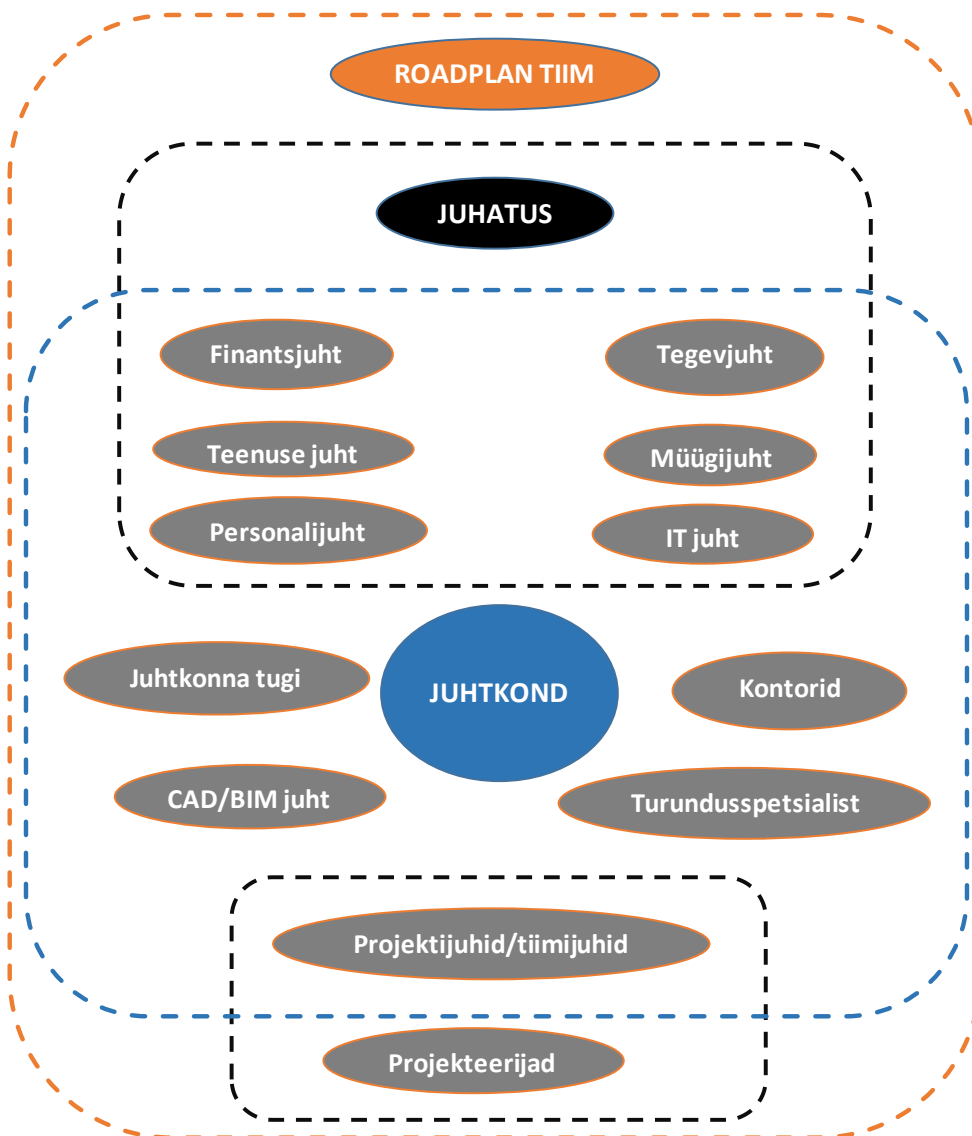 ROADPLAN TIIM
JUHATUS
Finantsjuht
Tegevjuht
Teenuse juht
Müügijuht
Personalijuht
IT juht
Juhtkonna tugi
JUHTKOND
Kontorid
CAD/BIM juht
Turundusspetsialist
Projektijuhid/tiimijuhid
Projekteerijad